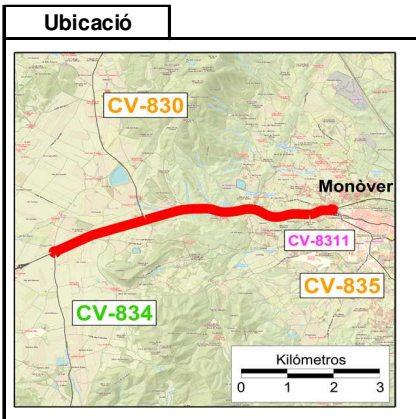 Ubicació
CV-830
Monòver
CV-8311
CV-835
CV-834
Kilómetros
0 1 2 3